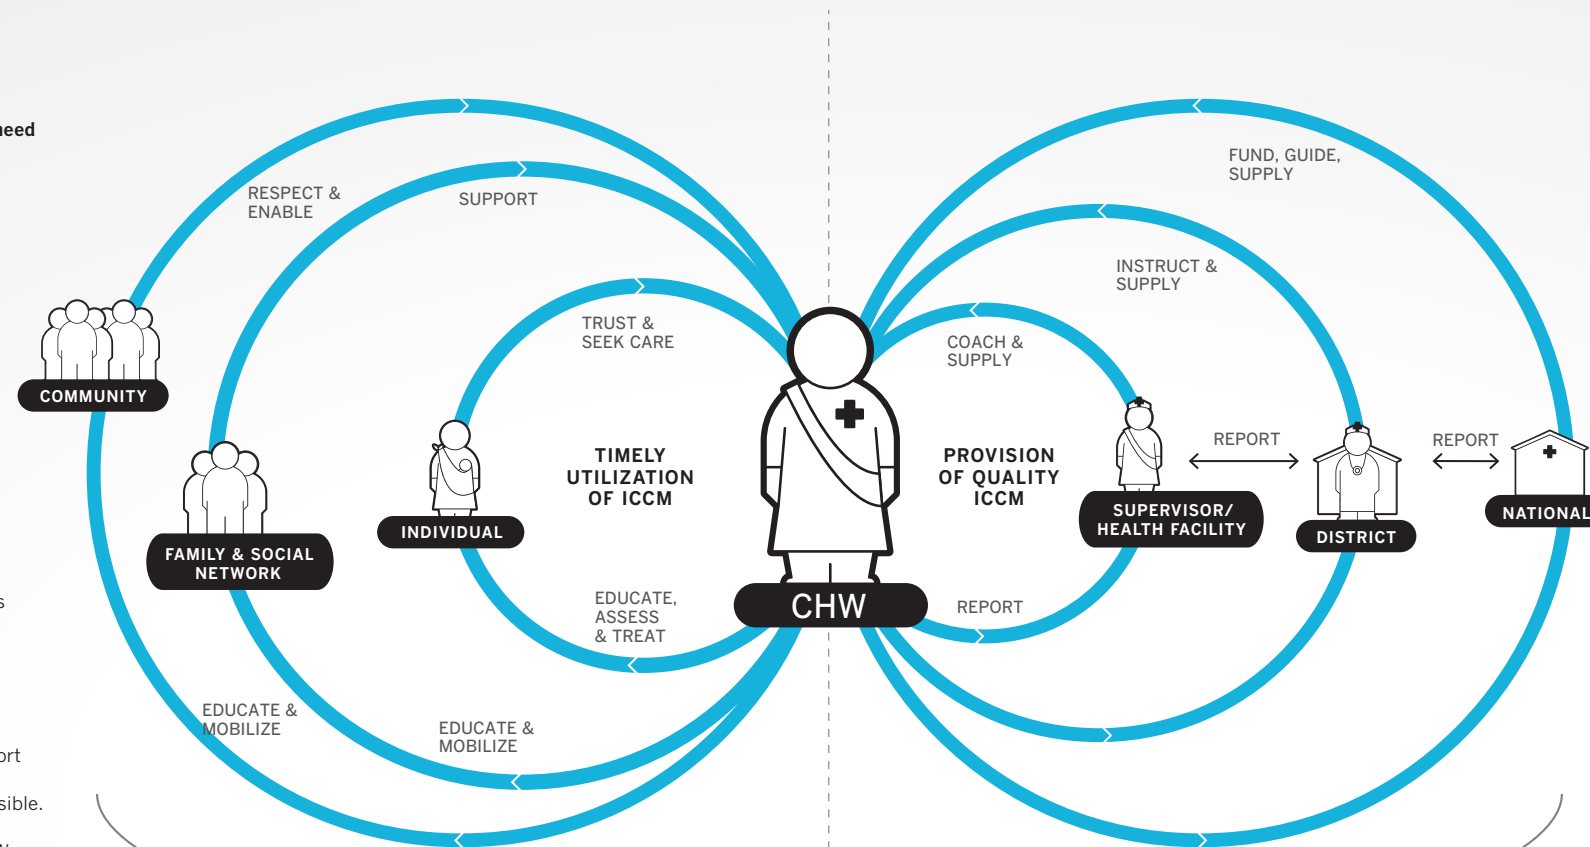 need
RESPECT &
ENABLE
SUPPORT
FUND, GUIDE,
SUPPLY
INSTRUCT &
SUPPLY
TRUST &
SEEK CARE
COACH &
SUPPLY
COMMUNITY
FAMILY & SOCIAL
NETWORK
INDIVIDUAL
TIMELY
UTILIZATION
OF ICCM
PROVISION
OF QUALITY
ICCM
SUPERVISOR/
HEALTH FACILITY
REPORT
DISTRICT
REPORT
NATIONAL
CHW
EDUCATE,
ASSESS
& TREAT
REPORT
s
EDUCATE &
MOBILIZE
EDUCATE &
MOBILIZE
ort
sible.